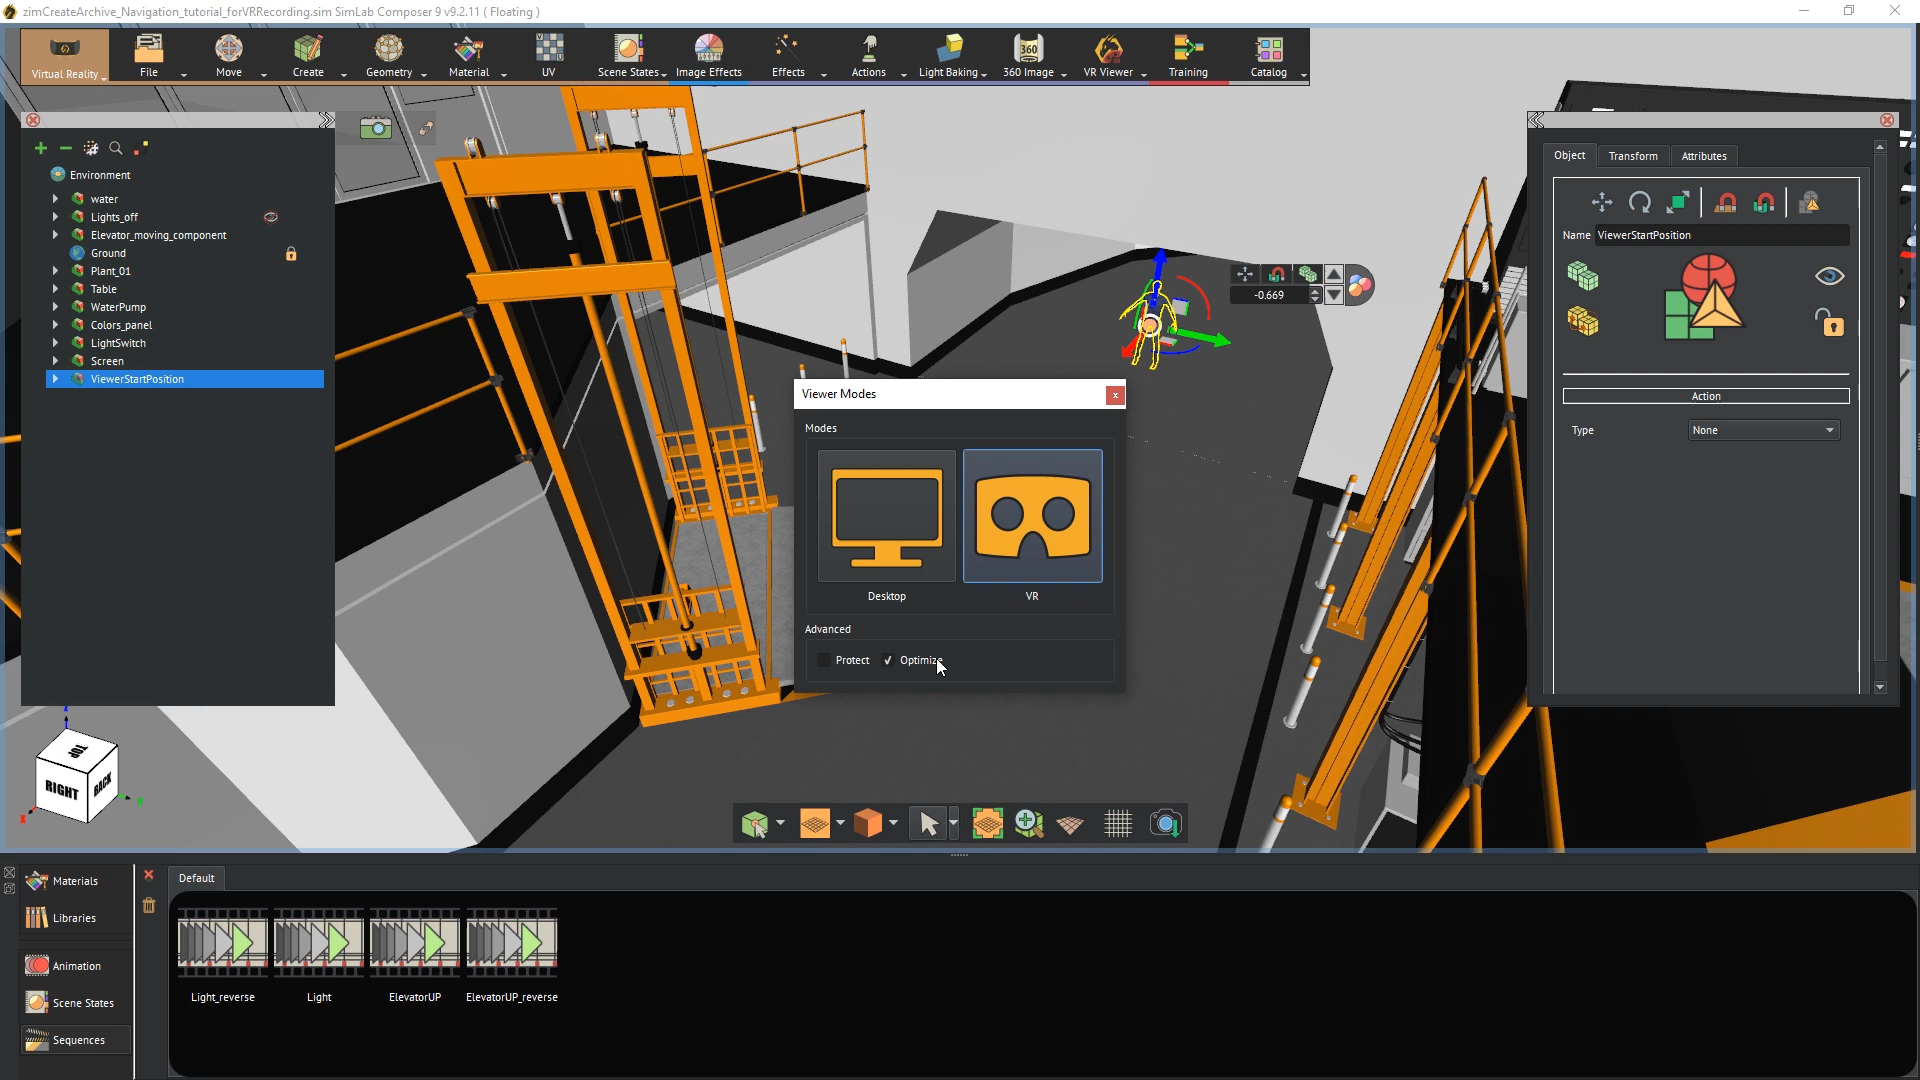 zimCreateArchive_Navigation_tutorial_forVRRecording.sim SimLab Composer 9 v9.2.11 ( Floating )
Virtual Reality
File
Move
Create
Geometry
Material
UV
Scene States
Image Effects
Effects
Actions
Light Baking
360 Image
VR Viewer
Training
Catalog
360
Environment
water
Lights_off
Elevator_moving_component
Ground
Plant_01
Table
WaterPump
Colors_panel
LightSwitch
Screen
ViewerStartPosition
-0.669
Object
Transform
Attributes
Name
ViewerStartPosition
Action
Type
None
Viewer Modes
Modes
Desktop
VR
Advanced
Protect
Optimize
TOP
RIGHT
BACK
Materials
Libraries
Animation
Scene States
Sequences
Default
Light_reverse
Light
ElevatorUP
ElevatorUP_reverse